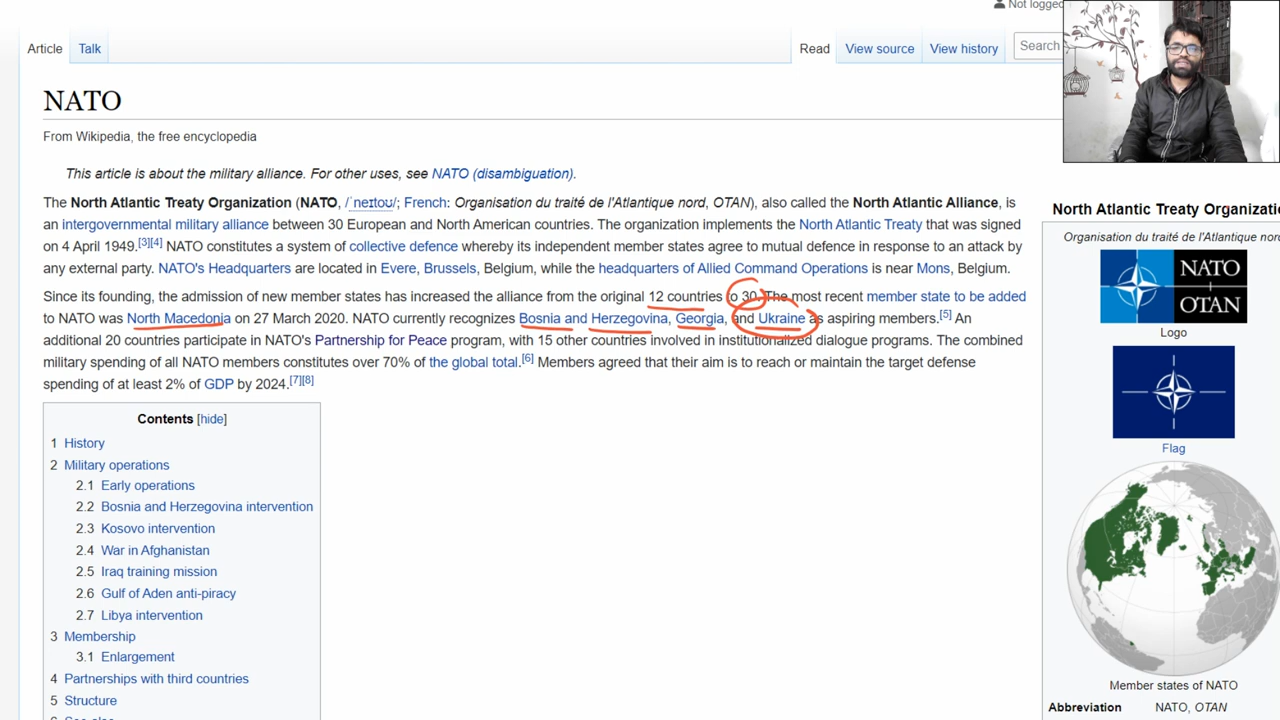 Not logged
Article Talk Read View source View history Search
NATO
From Wikipedia, the free encyclopedia
This article is about the military alliance. For other uses, see NATO (disambiguation).
The North Atlantic Treaty Organization (NATO, /ˈneɪtoʊ/; French: Organisation du traité de l'Atlantique nord, OTAN), also called the North Atlantic Alliance, is
an intergovernmental military alliance between 30 European and North American countries. The organization implements the North Atlantic Treaty that was signed
on 4 April 1949.[3][4] NATO constitutes a system of collective defence whereby its independent member states agree to mutual defence in response to an attack by
any external party. NATO's Headquarters are located in Evere, Brussels, Belgium, while the headquarters of Allied Command Operations is near Mons, Belgium.
Since its founding, the admission of new member states has increased the alliance from the original 12 countries to 30. The most recent member state to be added
to NATO was North Macedonia on 27 March 2020. NATO currently recognizes Bosnia and Herzegovina, Georgia, and Ukraine as aspiring members.[5] An
additional 20 countries participate in NATO's Partnership for Peace program, with 15 other countries involved in institutionalized dialogue programs. The combined
military spending of all NATO members constitutes over 70% of the global total.[6] Members agreed that their aim is to reach or maintain the target defense
spending of at least 2% of GDP by 2024.[7][8]
Contents [hide]
1 History
2 Military operations
2.1 Early operations
2.2 Bosnia and Herzegovina intervention
2.3 Kosovo intervention
2.4 War in Afghanistan
2.5 Iraq training mission
2.6 Gulf of Aden anti-piracy
2.7 Libya intervention
3 Membership
3.1 Enlargement
4 Partnerships with third countries
5 Structure
North Atlantic Treaty Organizatio
Organisation du traité de l'Atlantique nord
NATO
OTAN
Logo
Flag
Member states of NATO
Abbreviation NATO, OTAN